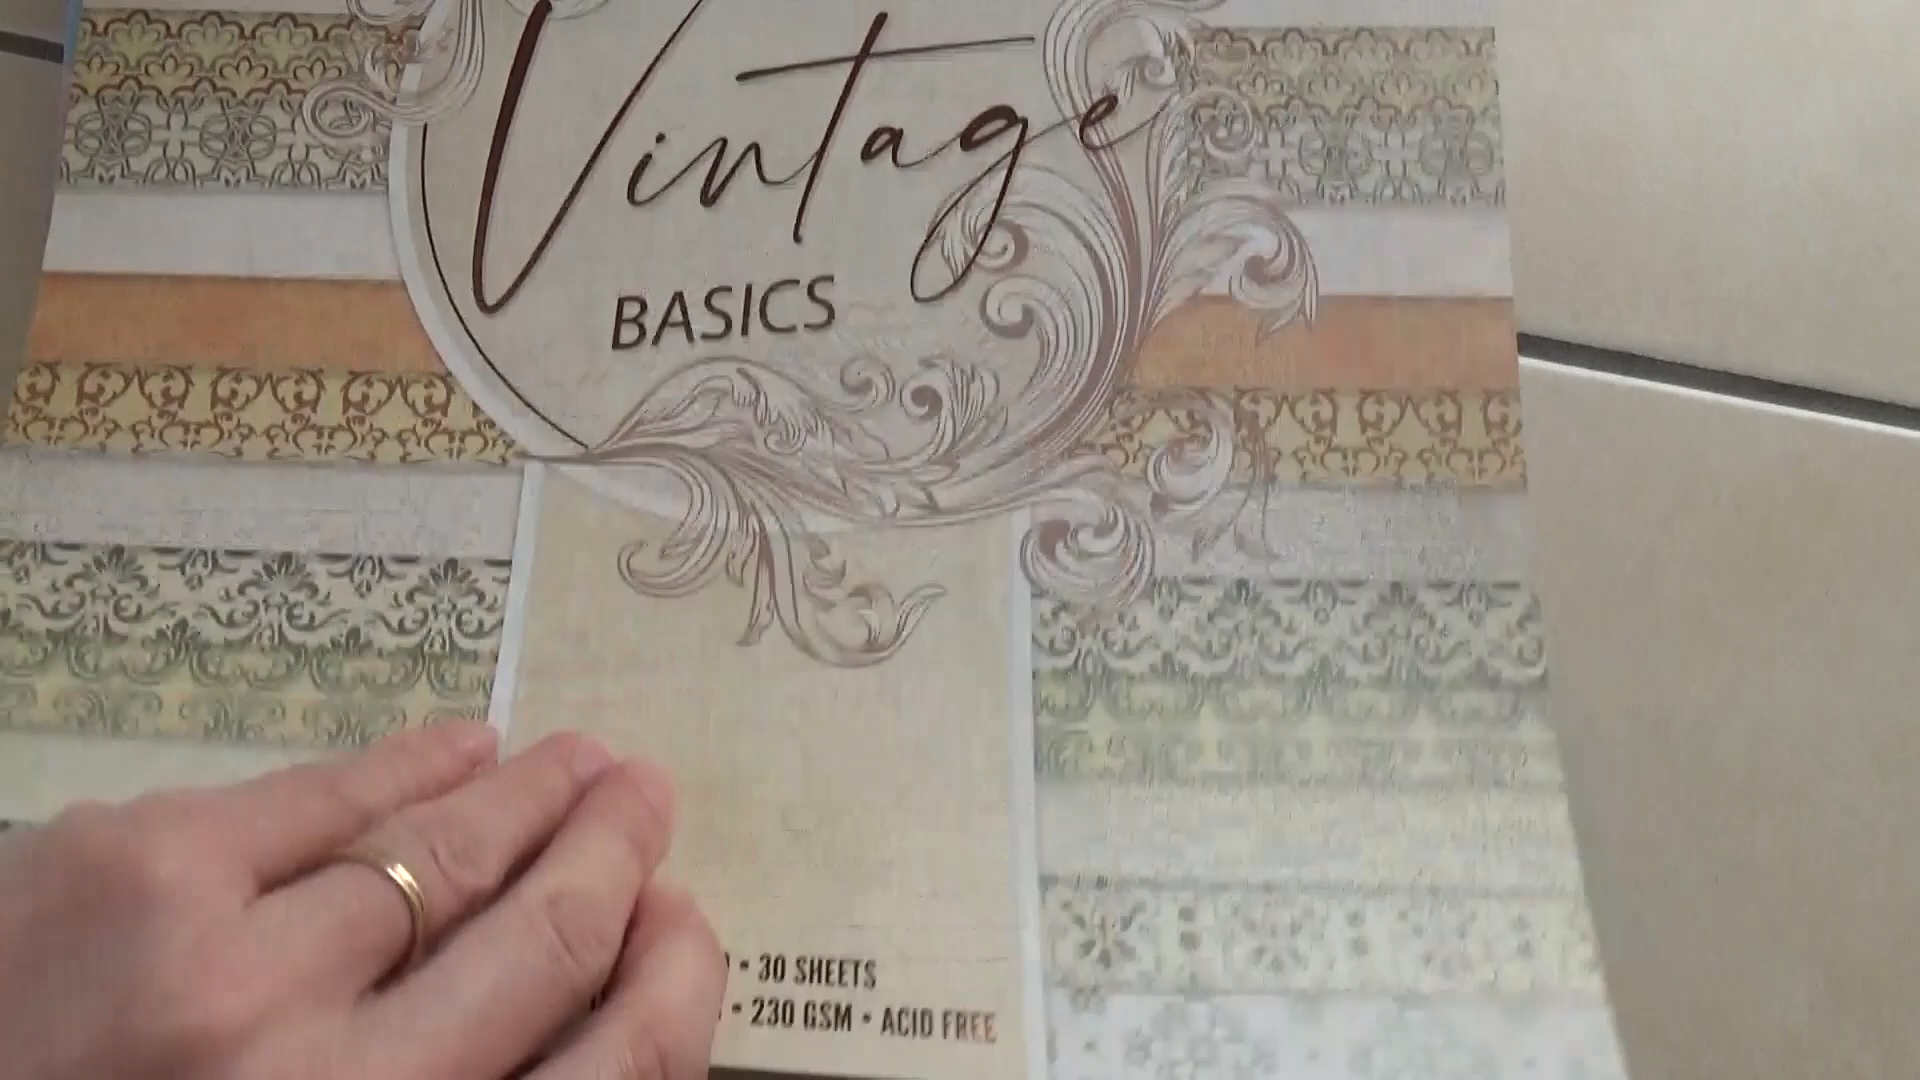 Vintage
BASICS
• 30 SHEETS
• 230 GSM • ACID FREE